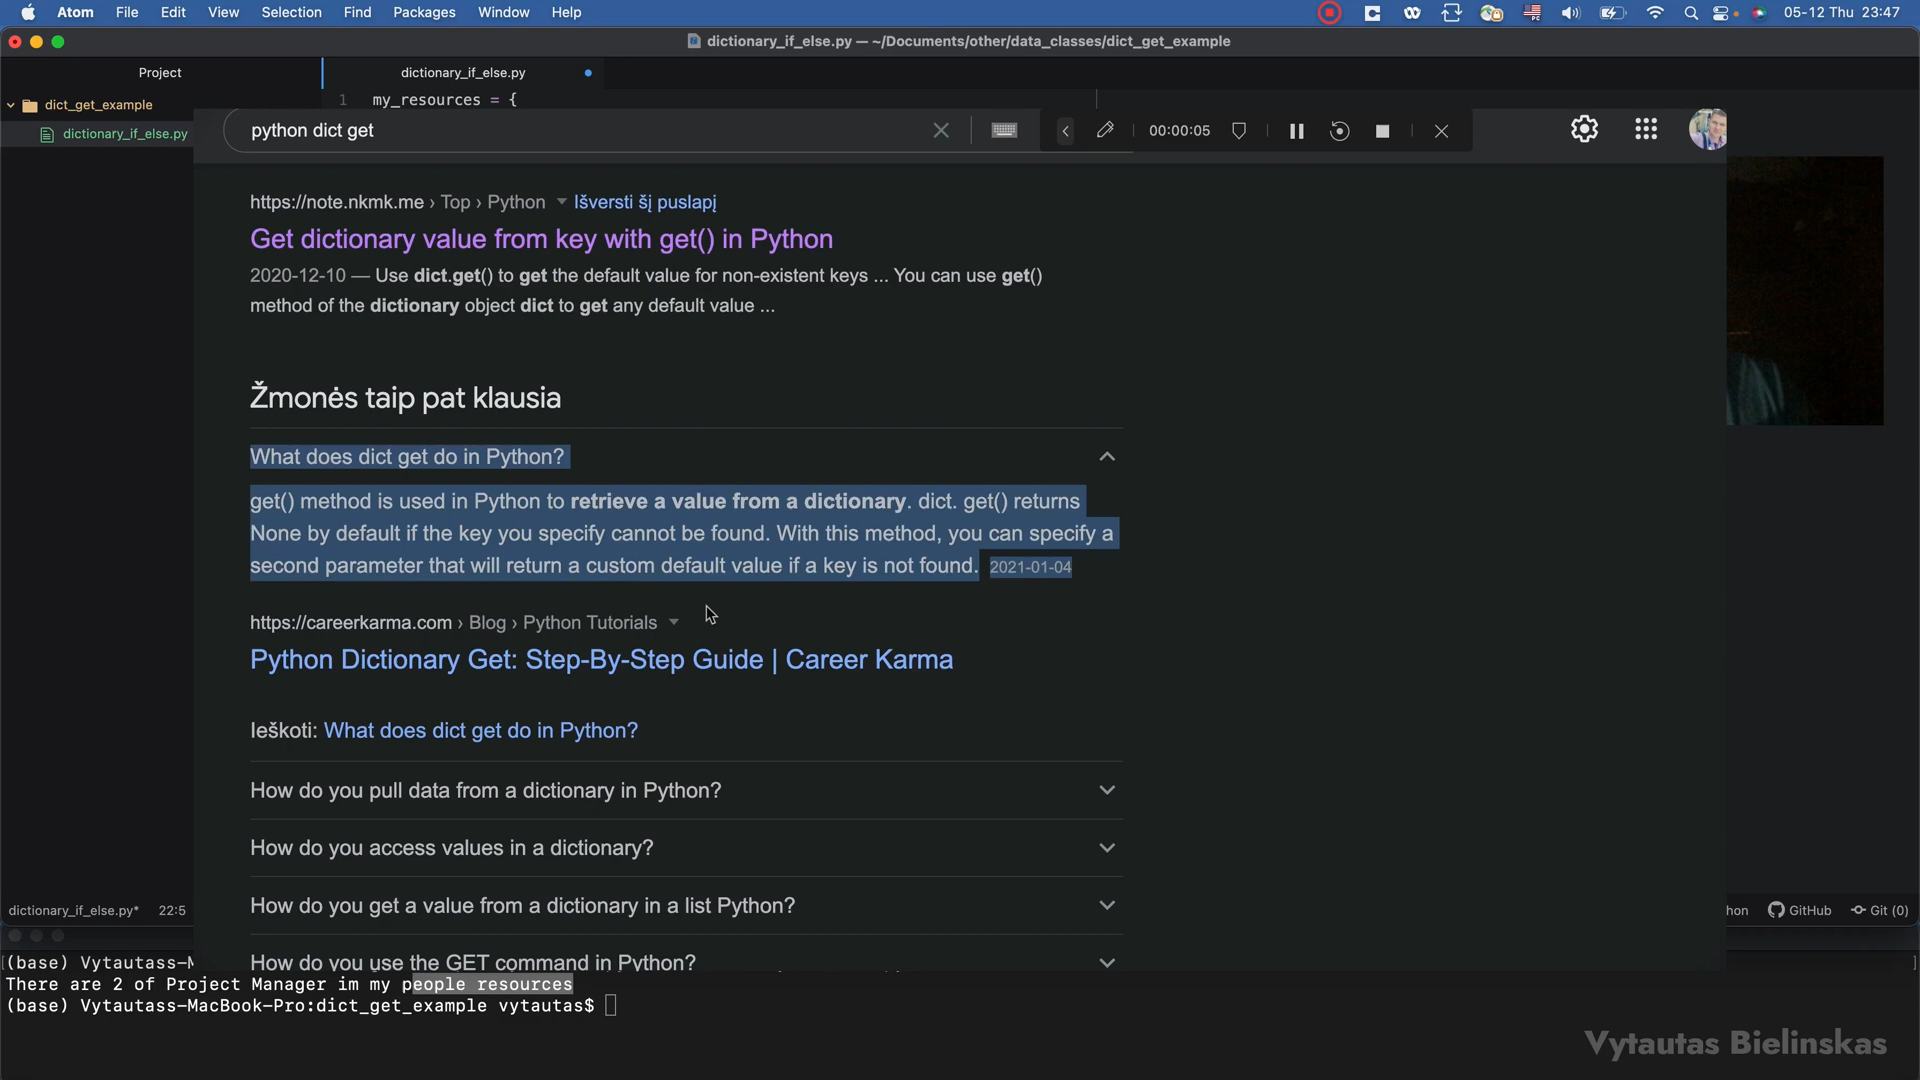 Atom File Edit View Selection Find Packages Window Help 05-12 Thu 23:47
dictionary_if_else.py — ~/Documents/other/data_classes/dict_get_example
Project dictionary_if_else.py
dict_get_example 1 my_resources = {
dictionary_if_else.py python dict get 00:00:05
https://note.nkmk.me › Top › Python Išversti šį puslapį
Get dictionary value from key with get() in Python
2020-12-10 — Use dict.get() to get the default value for non-existent keys ... You can use get()
method of the dictionary object dict to get any default value ...
Žmonės taip pat klausia
What does dict get do in Python?
get() method is used in Python to retrieve a value from a dictionary. dict. get() returns
None by default if the key you specify cannot be found. With this method, you can specify a
second parameter that will return a custom default value if a key is not found. 2021-01-04
https://careerkarma.com › Blog › Python Tutorials
Python Dictionary Get: Step-By-Step Guide | Career Karma
Ieškoti: What does dict get do in Python?
How do you pull data from a dictionary in Python?
How do you access values in a dictionary?
How do you get a value from a dictionary in a list Python?
dictionary_if_else.py* 22:5 hon GitHub Git (0)
How do you use the GET command in Python?
(base) Vytautass-M
There are 2 of Project Manager im my people resources
(base) Vytautass-MacBook-Pro:dict_get_example vytautas$
Vytautas Bielinskas